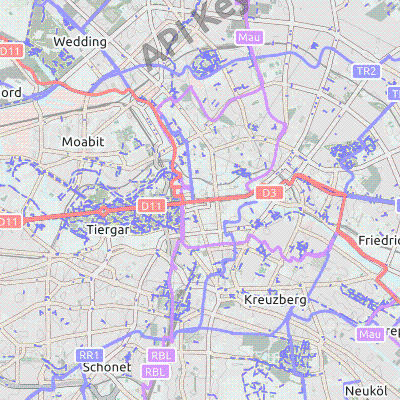 API Key
Wedding
Mau
D11
TR2
ord
Moabit
D11
D3
D11
Tiergar
Friedric
Kreuzberg
Mau
rep
RR1
RBL
Schonet
RBL
Neuköl